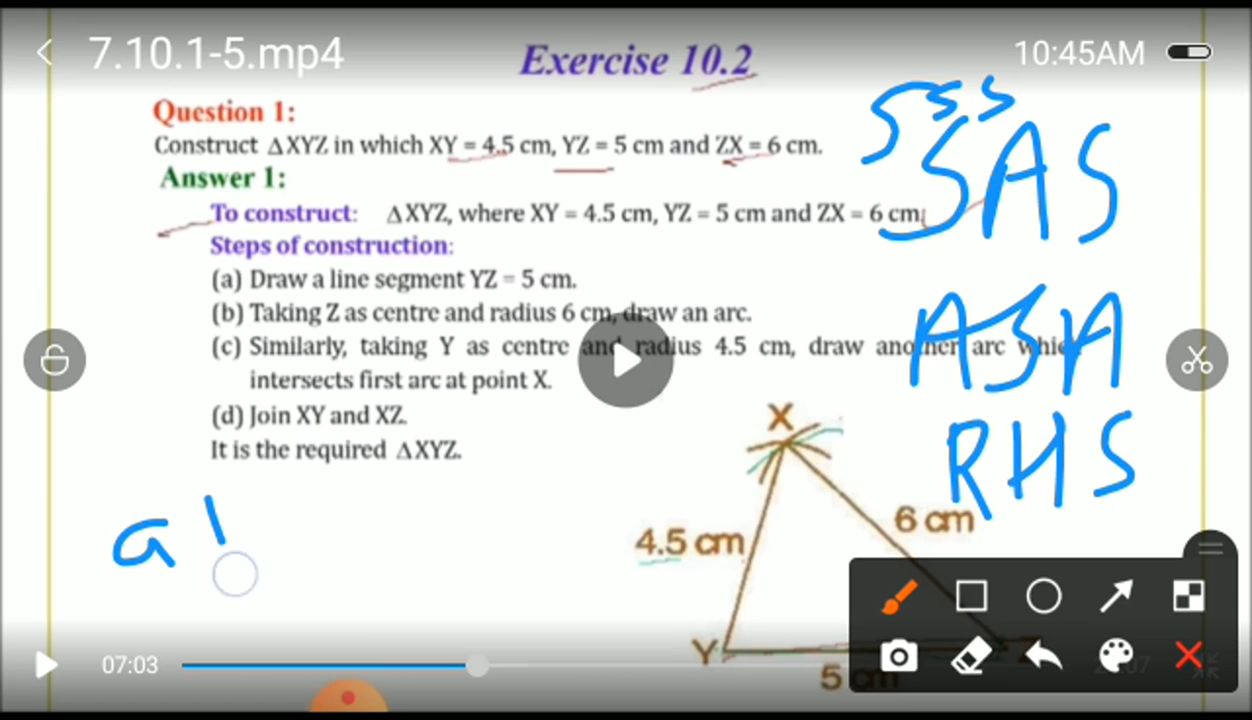 7.10.1-5.mp4
10:45AM
Exercise 10.2
Question 1:
Construct ΔXYZ in which XY = 4.5 cm, YZ = 5 cm and ZX = 6 cm.
Answer 1:
To construct: ΔXYZ, where XY = 4.5 cm, YZ = 5 cm and ZX = 6 cm.
Steps of construction:
(a) Draw a line segment YZ = 5 cm.
(b) Taking Z as centre and radius 6 cm, draw an arc.
(c) Similarly, taking Y as centre and radius 4.5 cm, draw another arc which
intersects first arc at point X.
(d) Join XY and XZ.
It is the required ΔXYZ.
SSS
SAS
ASA
RHS
a
X
4.5 cm
6 cm
Y
5 cm
07:03